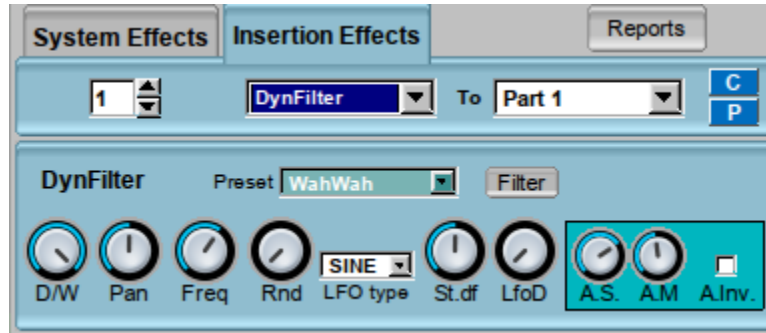 System Effects Insertion Effects Reports
1 DynFilter To Part 1 C
P
DynFilter Preset WahWah Filter
SINE
D/W Pan Freq Rnd LFO type St.df LfoD A.S. A.M A.Inv.